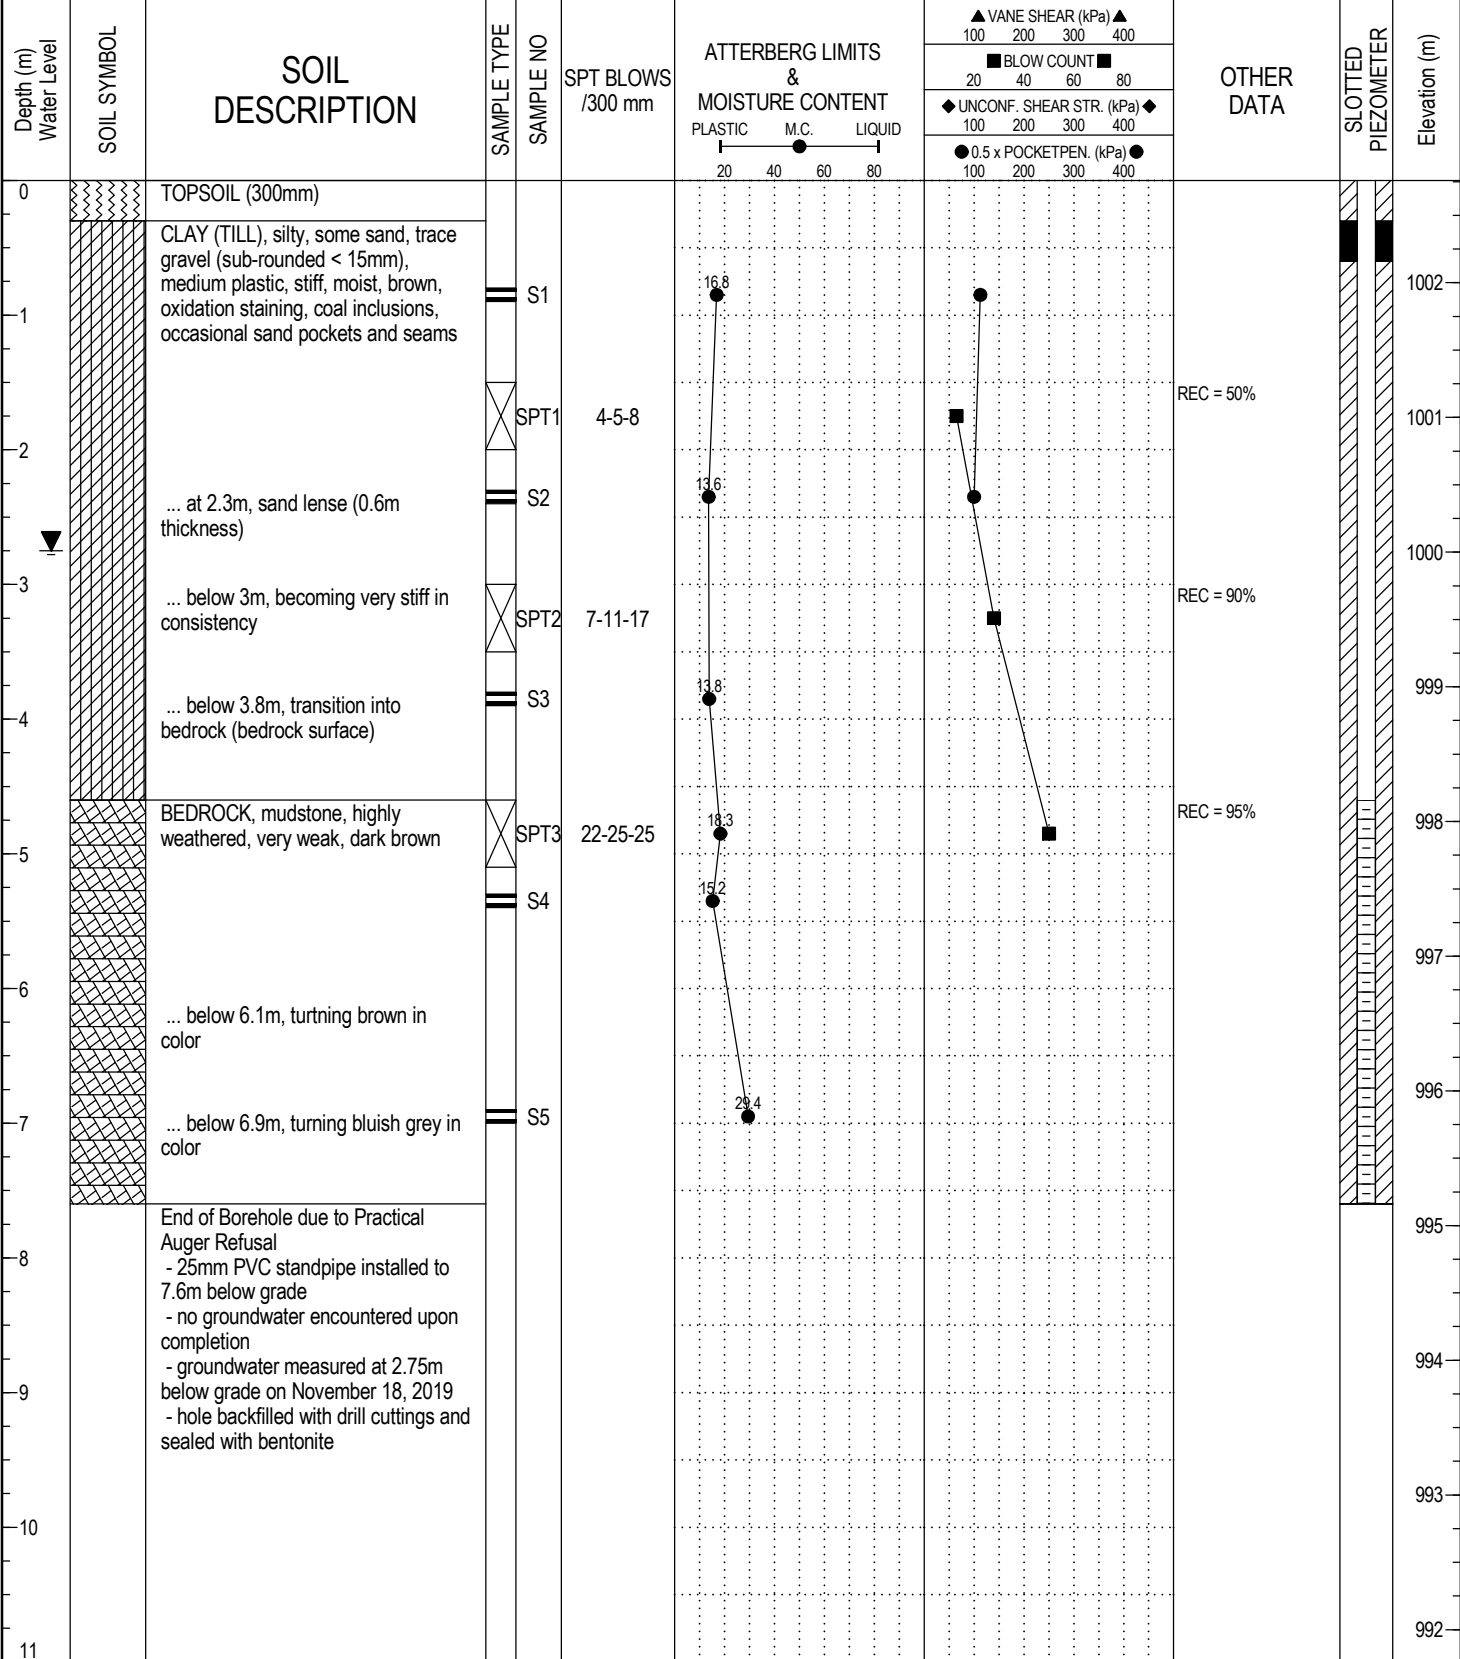 Depth (m)
Water Level
SOIL SYMBOL
SOIL
DESCRIPTION
SAMPLE TYPE
SAMPLE NO
SPT BLOWS
/300 mm
ATTERBERG LIMITS
&
MOISTURE CONTENT
PLASTIC M.C. LIQUID
20 40 60 80
▲ VANE SHEAR (kPa) ▲
100 200 300 400
■ BLOW COUNT ■
20 40 60 80
◆ UNCONF. SHEAR STR. (kPa) ◆
100 200 300 400
● 0.5 x POCKETPEN. (kPa) ●
100 200 300 400
OTHER
DATA
SLOTTED
PIEZOMETER
Elevation (m)
0
TOPSOIL (300mm)
CLAY (TILL), silty, some sand, trace
gravel (sub-rounded < 15mm),
medium plastic, stiff, moist, brown,
oxidation staining, coal inclusions,
occasional sand pockets and seams
S1
16.8
1002
1
SPT1
4-5-8
REC = 50%
1001
2
... at 2.3m, sand lense (0.6m
thickness)
S2
13.6
1000
3
... below 3m, becoming very stiff in
consistency
SPT2
7-11-17
REC = 90%
... below 3.8m, transition into
bedrock (bedrock surface)
S3
13.8
999
4
BEDROCK, mudstone, highly
weathered, very weak, dark brown
SPT3
22-25-25
18.3
REC = 95%
998
5
S4
15.2
997
6
... below 6.1m, turtning brown in
color
996
... below 6.9m, turning bluish grey in
color
S5
29.4
7
End of Borehole due to Practical
Auger Refusal
- 25mm PVC standpipe installed to
7.6m below grade
- no groundwater encountered upon
completion
- groundwater measured at 2.75m
below grade on November 18, 2019
- hole backfilled with drill cuttings and
sealed with bentonite
995
8
994
9
993
10
992
11